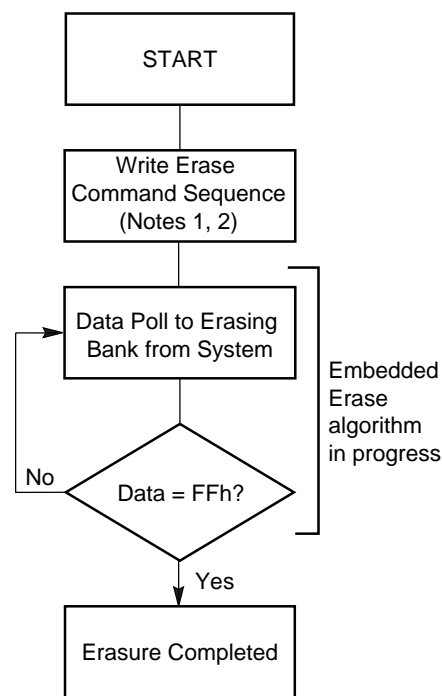 START
Write Erase
Command Sequence
(Notes 1, 2)
Data Poll to Erasing
Bank from System
Embedded
Erase
algorithm
in progress
No
Data = FFh?
Yes
Erasure Completed